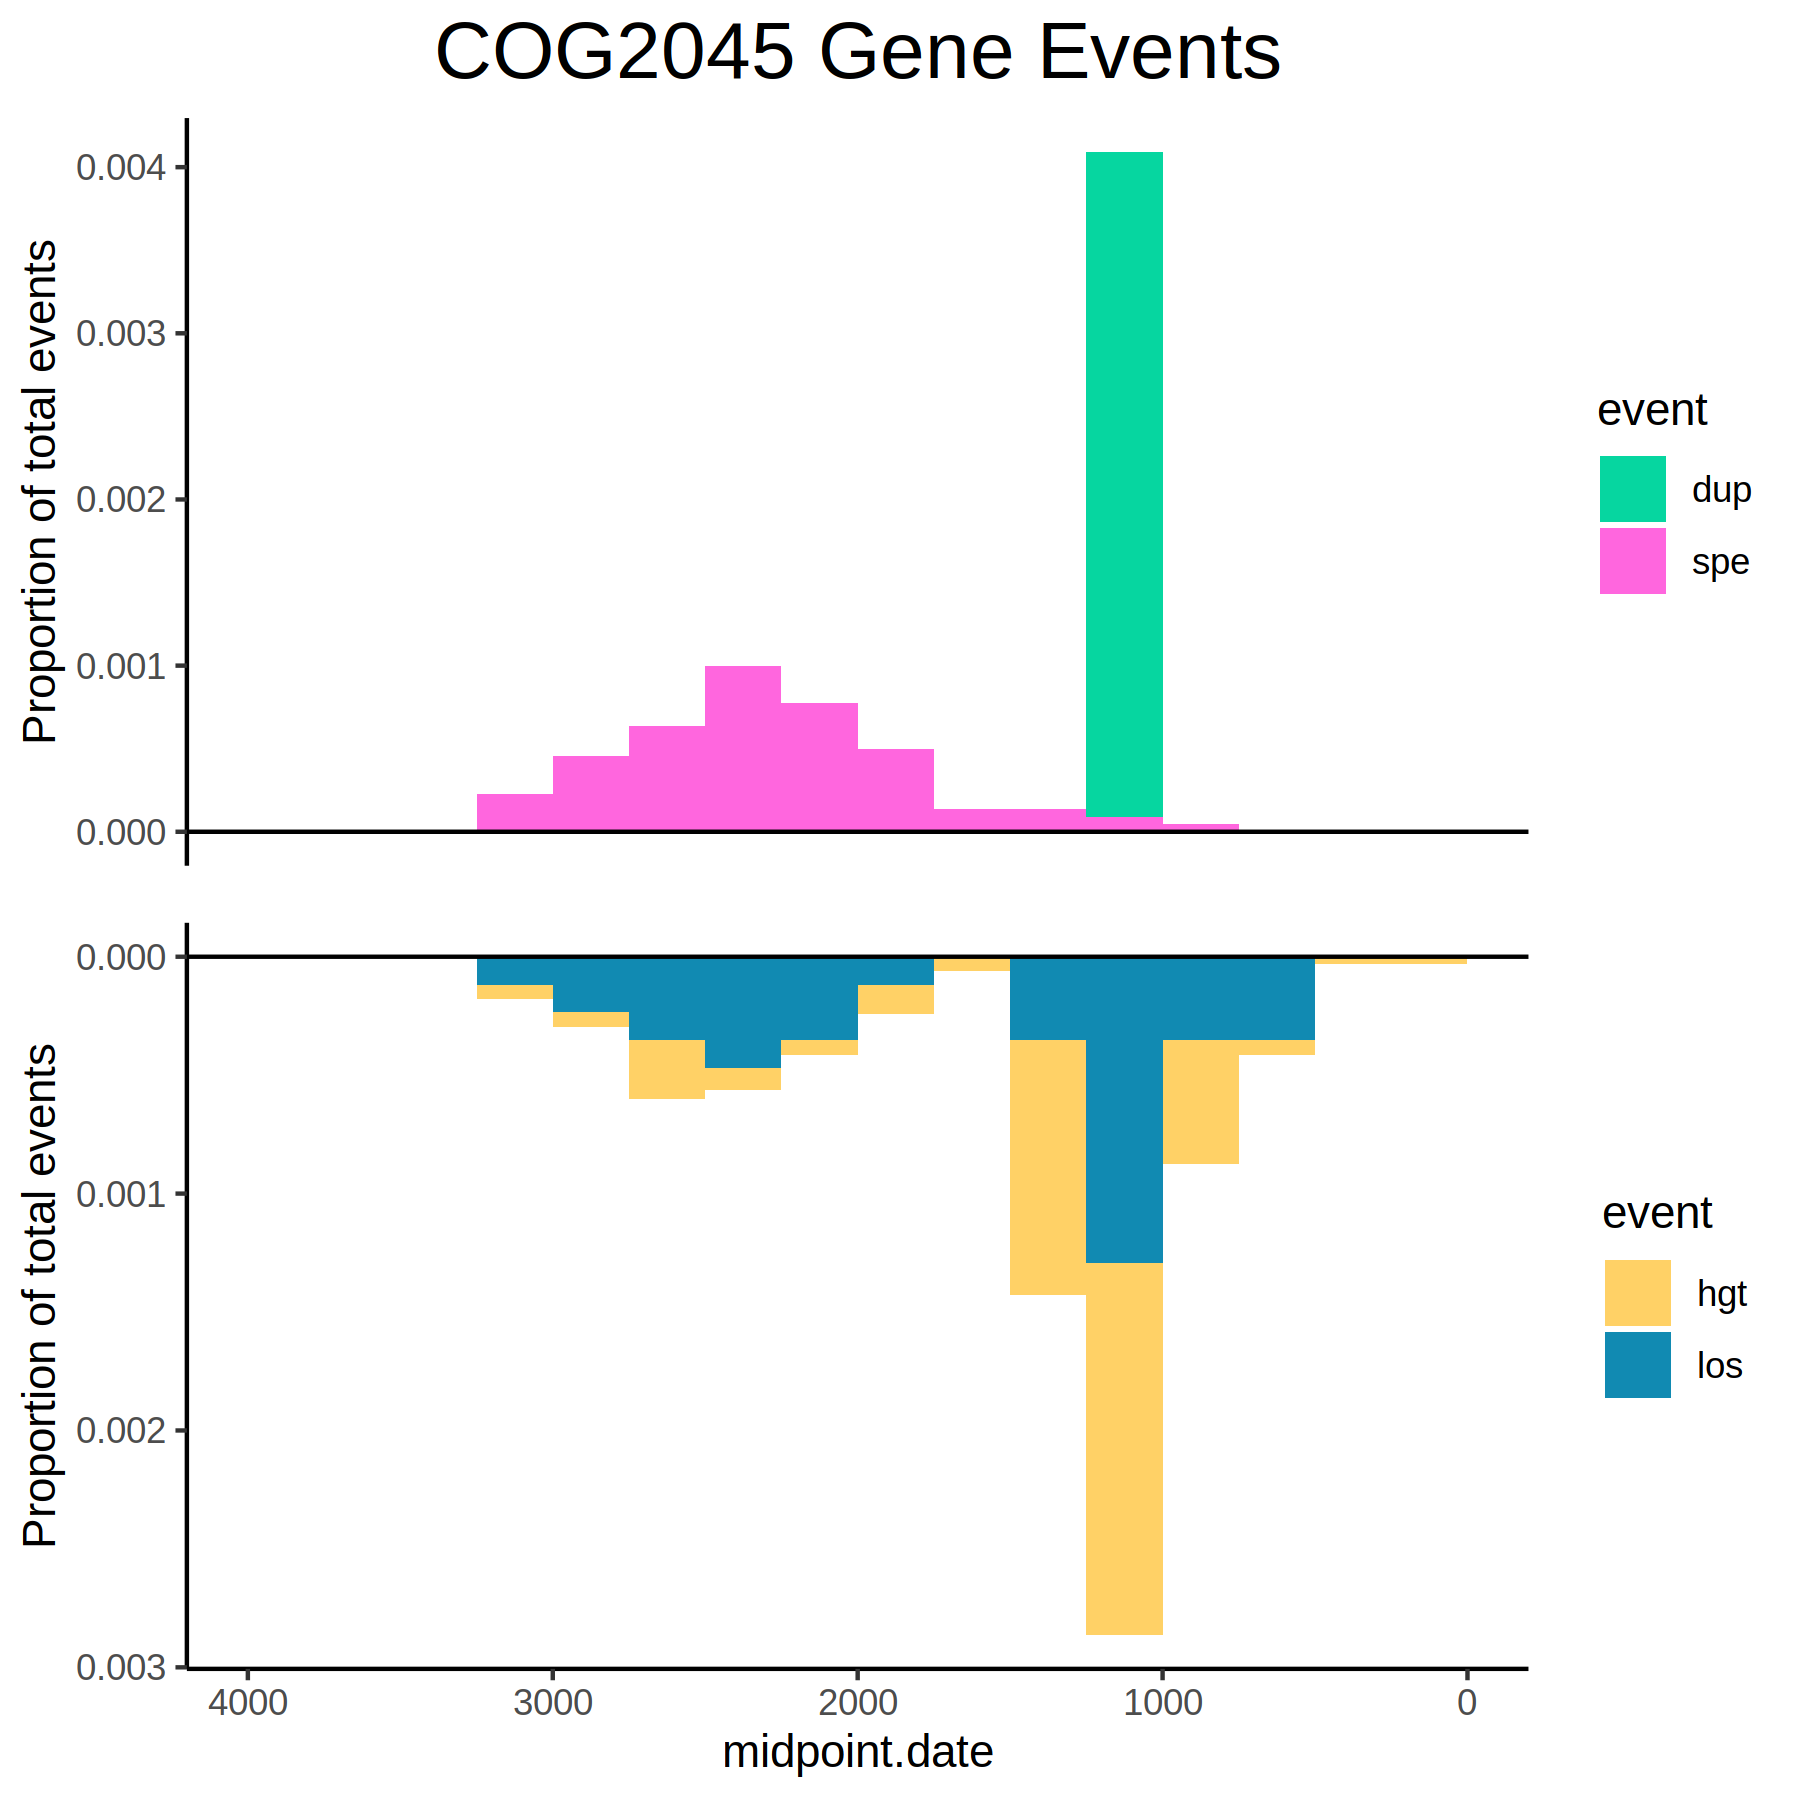 COG2045 Gene Events
Proportion of total events
0.004
0.003
0.002
0.001
0.000
event
dup
spe
Proportion of total events
0.000
0.001
0.002
0.003
event
hgt
los
4000 3000 2000 1000 0
midpoint.date